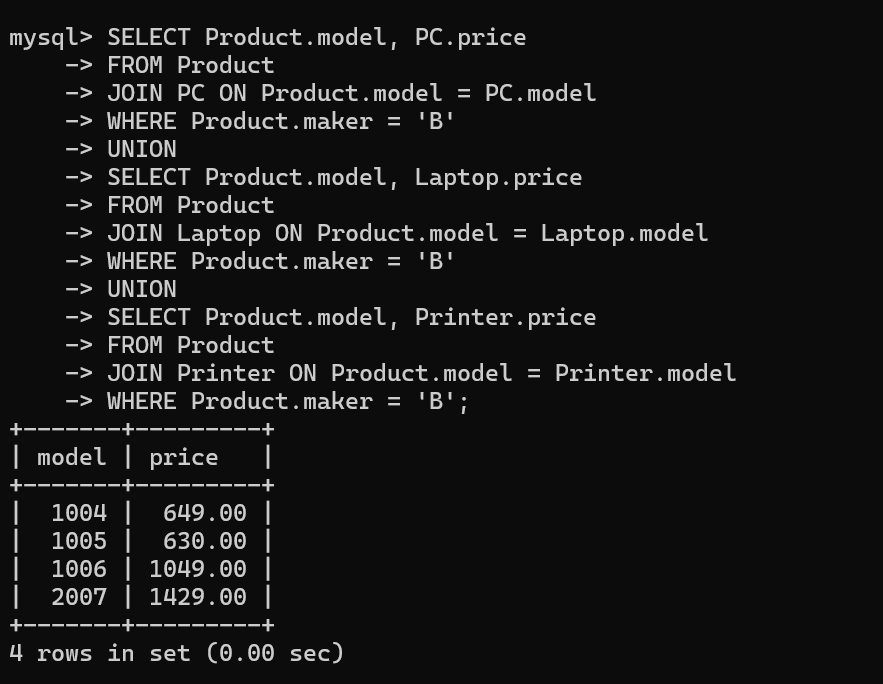 mysql> SELECT Product.model, PC.price
    -> FROM Product
    -> JOIN PC ON Product.model = PC.model
    -> WHERE Product.maker = 'B'
    -> UNION
    -> SELECT Product.model, Laptop.price
    -> FROM Product
    -> JOIN Laptop ON Product.model = Laptop.model
    -> WHERE Product.maker = 'B'
    -> UNION
    -> SELECT Product.model, Printer.price
    -> FROM Product
    -> JOIN Printer ON Product.model = Printer.model
    -> WHERE Product.maker = 'B';
+-------+---------+
| model | price   |
+-------+---------+
|  1004 |  649.00 |
|  1005 |  630.00 |
|  1006 | 1049.00 |
|  2007 | 1429.00 |
+-------+---------+
4 rows in set (0.00 sec)